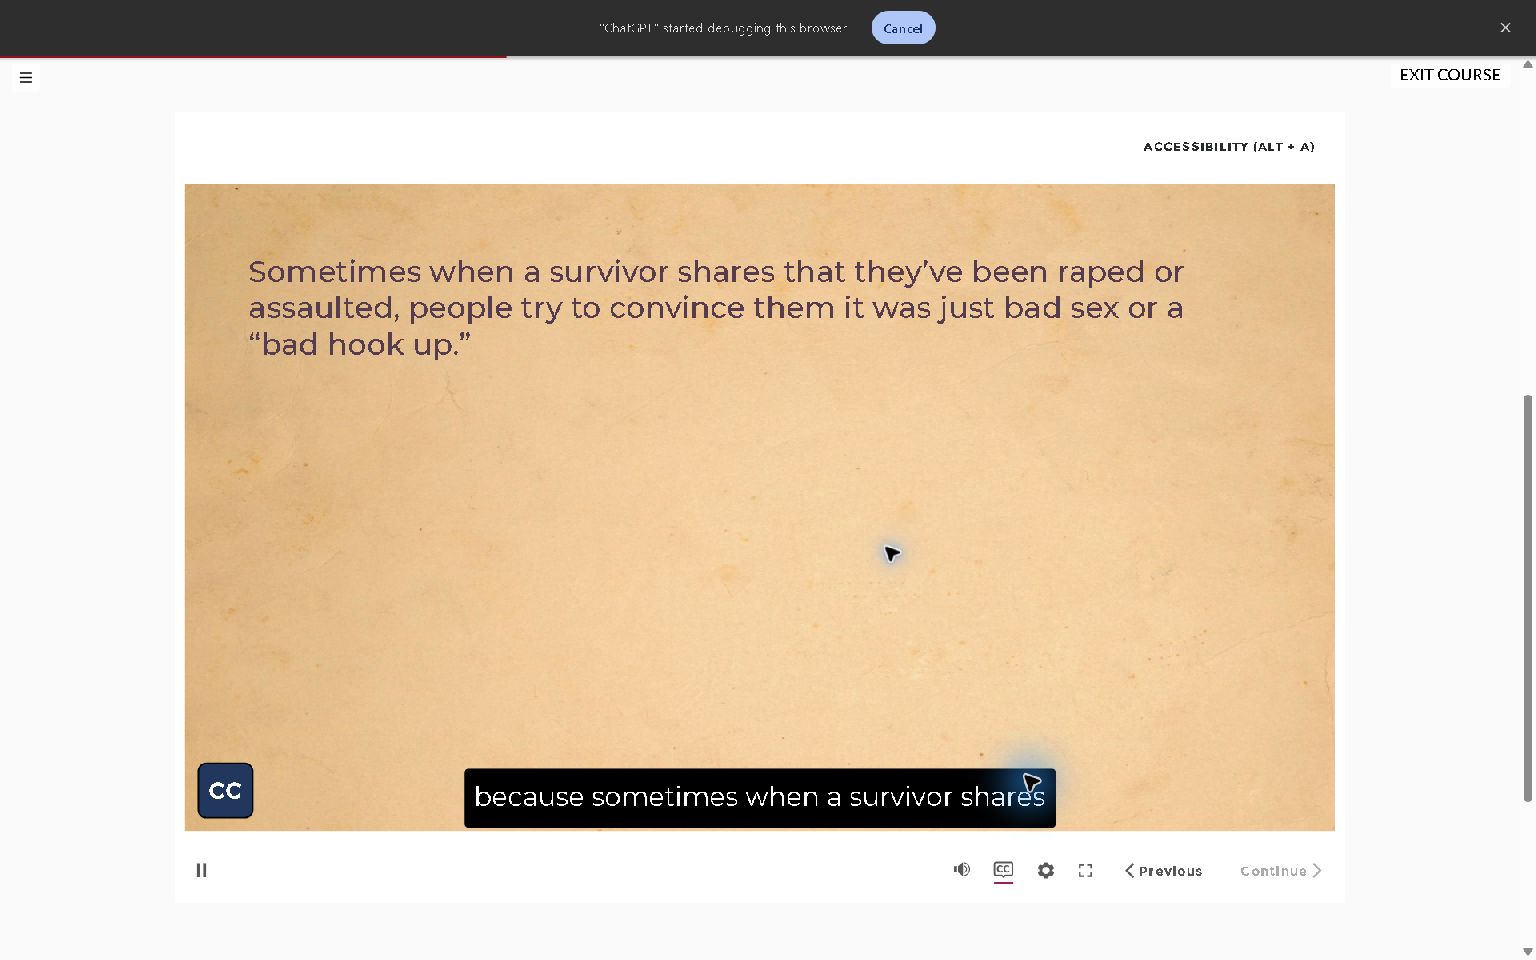 "ChatGPT" started debugging this browser
Cancel
EXIT COURSE
ACCESSIBILITY (ALT + A)
Sometimes when a survivor shares that they’ve been raped or
assaulted, people try to convince them it was just bad sex or a
“bad hook up.”
CC
because sometimes when a survivor shares
CC
Previous
Continue